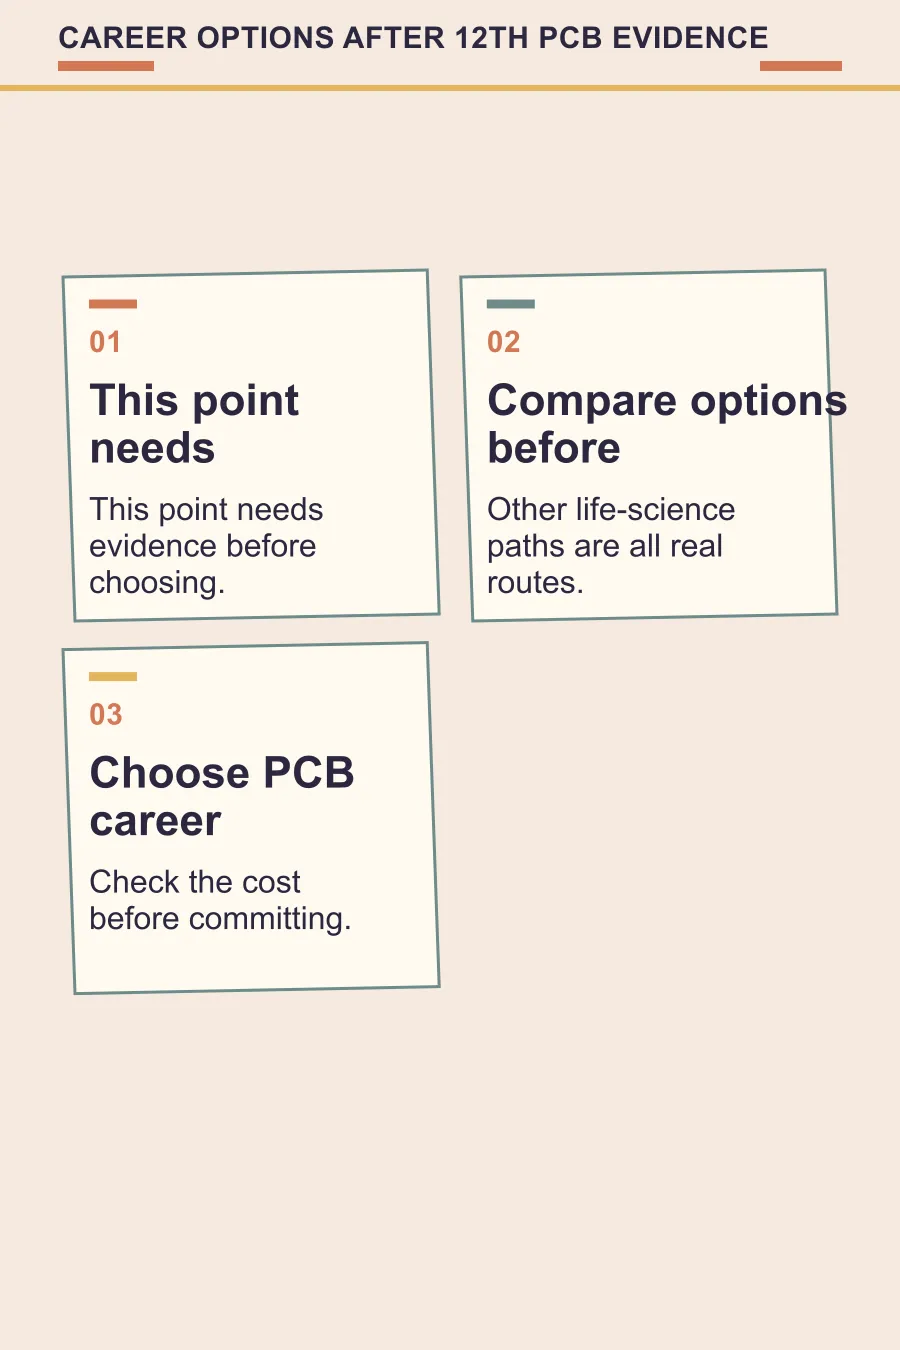 CAREER OPTIONS AFTER 12TH PCB EVIDENCE
01
This point
needs
This point needs
evidence before
choosing.
02
Compare options
before
Other life-science
paths are all real
routes.
03
Choose PCB
career
Check the cost
before committing.